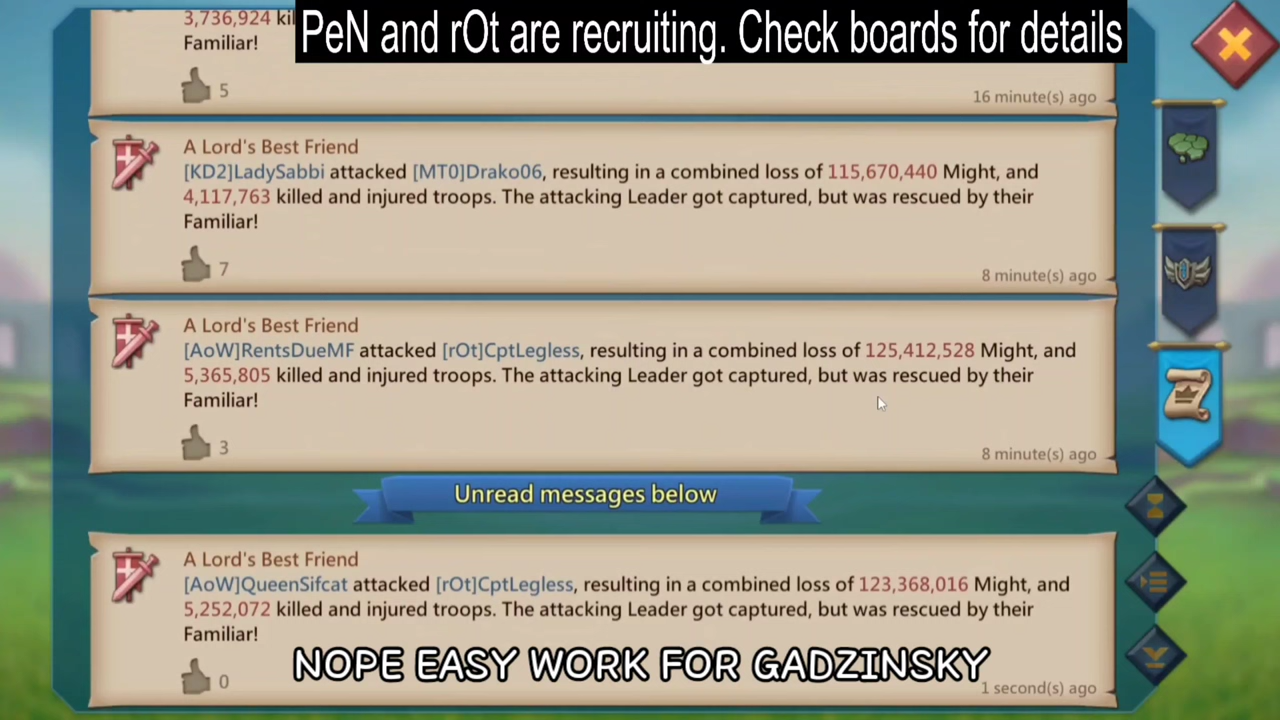 PeN and rOt are recruiting. Check boards for details
3,736,924 kil
Familiar!
5
16 minute(s) ago
A Lord's Best Friend
[KD2]LadySabbi attacked [MT0]Drako06, resulting in a combined loss of 115,670,440 Might, and
4,117,763 killed and injured troops. The attacking Leader got captured, but was rescued by their
Familiar!
7
8 minute(s) ago
A Lord's Best Friend
[AoW]RentsDueMF attacked [rOt]CptLegless, resulting in a combined loss of 125,412,528 Might, and
5,365,805 killed and injured troops. The attacking Leader got captured, but was rescued by their
Familiar!
3
8 minute(s) ago
Unread messages below
A Lord's Best Friend
[AoW]QueenSifcat attacked [rOt]CptLegless, resulting in a combined loss of 123,368,016 Might, and
5,252,072 killed and injured troops. The attacking Leader got captured, but was rescued by their
Familiar!
NOPE EASY WORK FOR GADZINSKY
0
1 second(s) ago